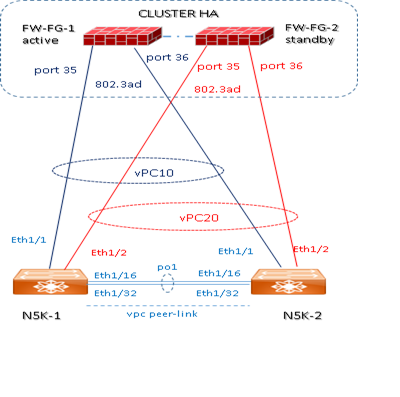 CLUSTER HA
FW-FG-1
active
FW-FG-2
standby
port 35
port 36
port 35
port 36
802.3ad
802.3ad
vPC10
vPC20
Eth1/1
Eth1/2
Eth1/1
Eth1/2
po1
Eth1/16
Eth1/16
Eth1/32
Eth1/32
vpc peer-link
N5K-1
N5K-2